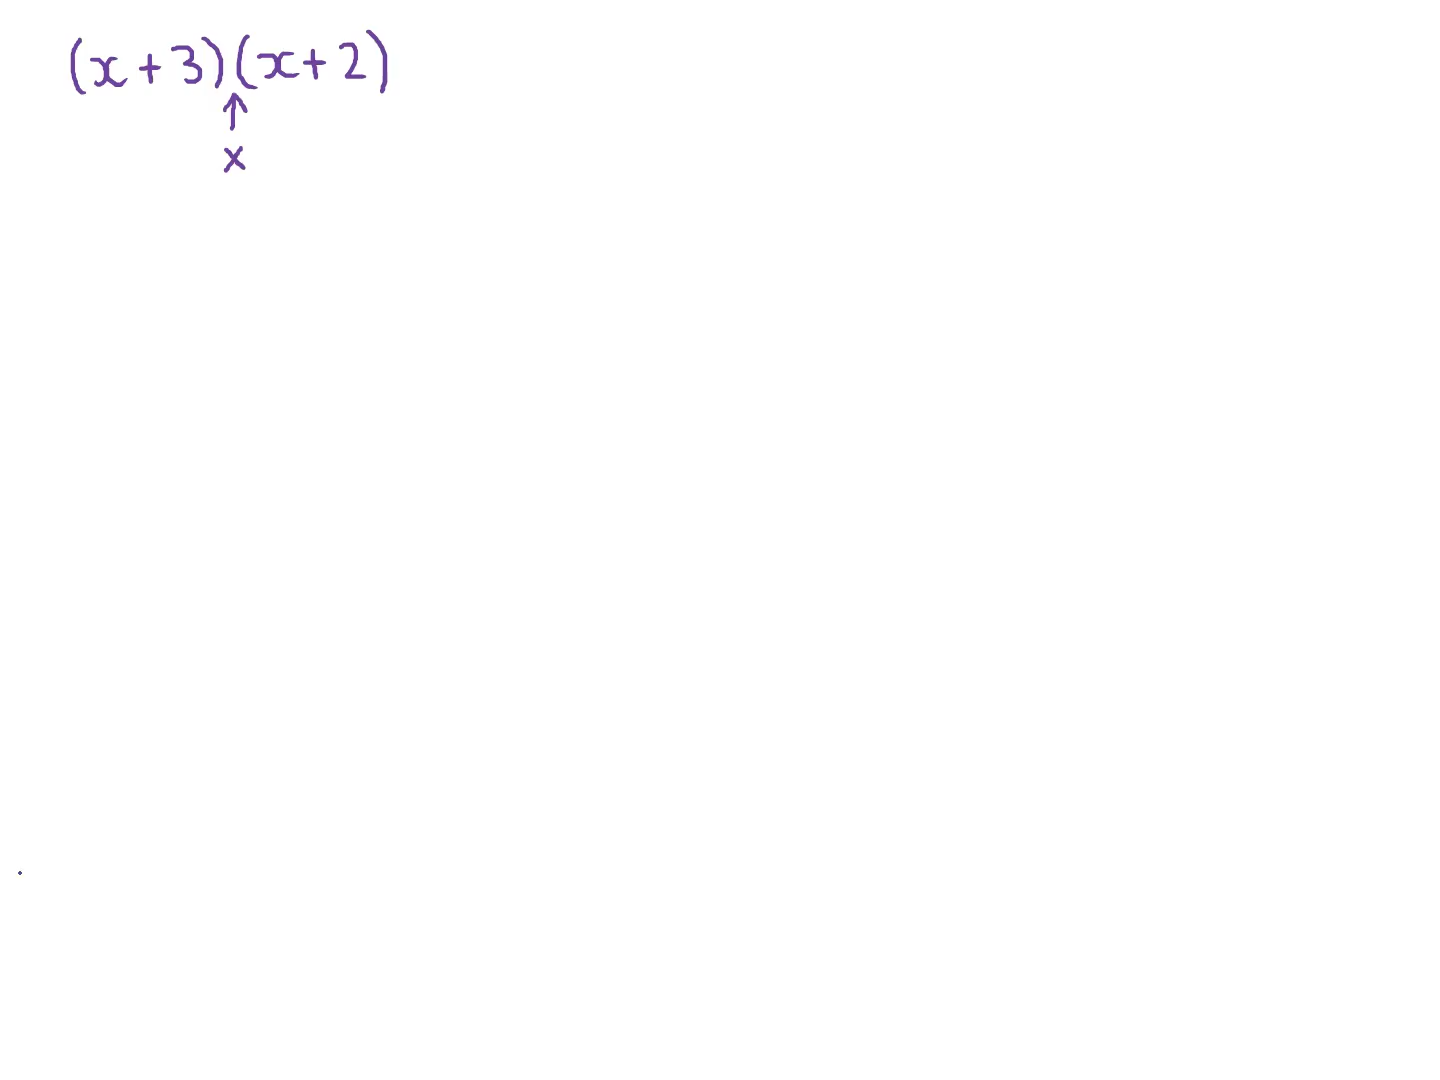 (x + 3)(x + 2)
↑
×